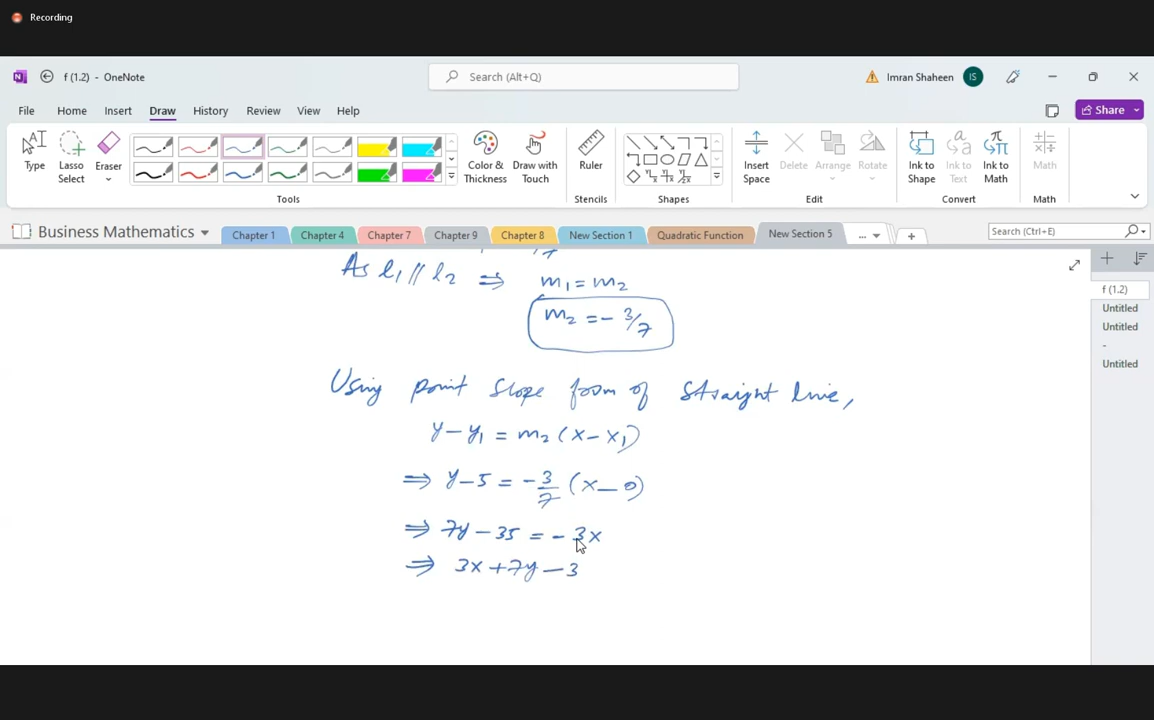 Recording
f (1.2) - OneNote
Search (Alt+Q)
Imran Shaheen IS
File Home Insert Draw History Review View Help
Share
Type
Lasso Select
Eraser
Color & Thickness
Draw with Touch
Ruler
Insert Space
Delete
Arrange
Rotate
Ink to Shape
Ink to Text
Ink to Math
Math
Tools Stencils Shapes Edit Convert Math
Business Mathematics Chapter 1 Chapter 4 Chapter 7 Chapter 9 Chapter 8 New Section 1 Quadratic Function New Section 5 ... Search (Ctrl+E)
As l₁ // l₂ ⇒ m₁ = m₂
m₂ = - 3/7
Using point slope form of straight line,
y - y₁ = m₂ (x - x₁)
⇒ y - 5 = - 3/7 (x - 0)
⇒ 7y - 35 = - 3x
⇒ 3x + 7y - 3
f (1.2)
Untitled
Untitled
-
Untitled